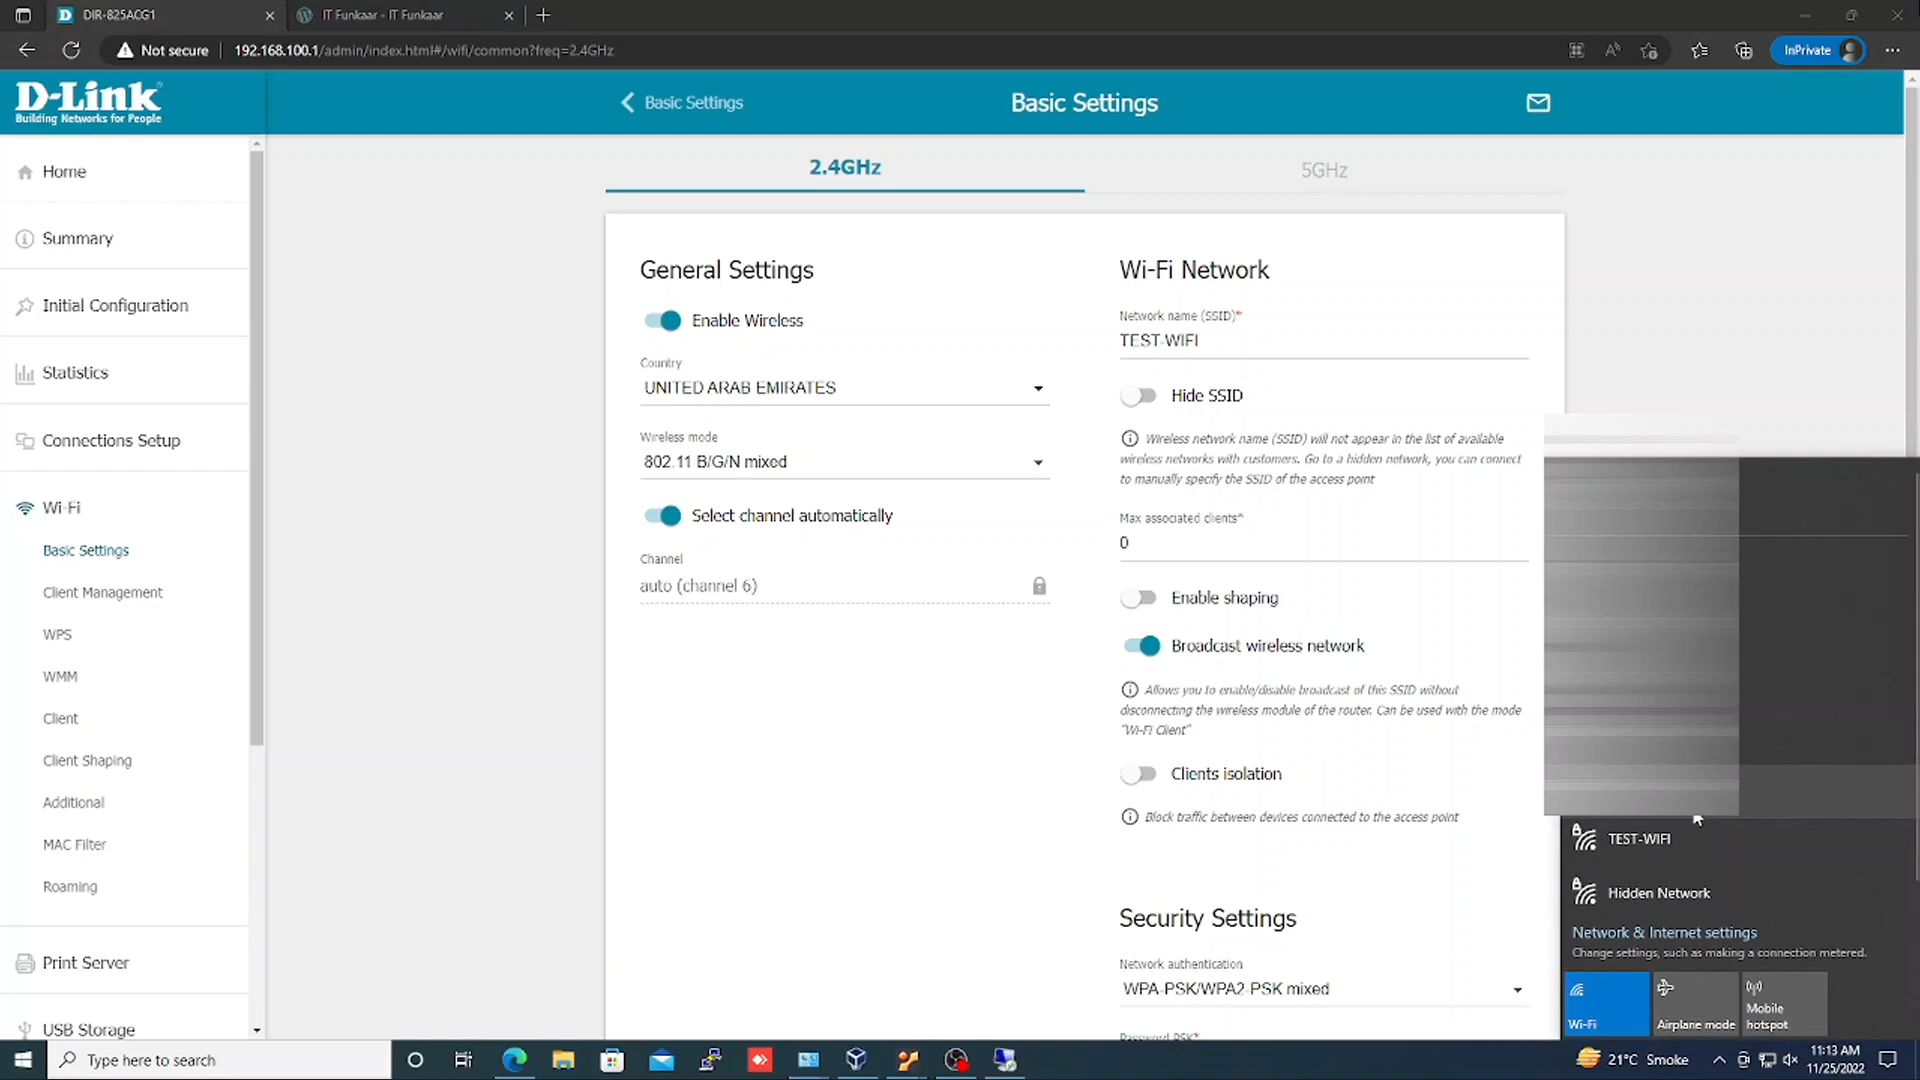 DIR-825ACG1
IT Funkaar - IT Funkaar
Not secure
192.168.100.1/admin/index.html#/wifi/common?freq=2.4GHz
InPrivate
D-Link
Building Networks for People
Basic Settings
Basic Settings
Home
Summary
Initial Configuration
Statistics
Connections Setup
Wi-Fi
Basic Settings
Client Management
WPS
WMM
Client
Client Shaping
Additional
MAC Filter
Roaming
Print Server
USB Storage
2.4GHz
5GHz
General Settings
Enable Wireless
Country
UNITED ARAB EMIRATES
Wireless mode
802.11 B/G/N mixed
Select channel automatically
Channel
auto (channel 6)
Wi-Fi Network
Network name (SSID)*
TEST-WIFI
Hide SSID
Wireless network name (SSID) will not appear in the list of available
wireless networks with customers. Go to a hidden network, you can connect
to manually specify the SSID of the access point
Max associated clients*
0
Enable shaping
Broadcast wireless network
Allows you to enable/disable broadcast of this SSID without
disconnecting the wireless module of the router. Can be used with the mode
"Wi-Fi Client"
Clients isolation
Block traffic between devices connected to the access point
Security Settings
Network authentication
WPA-PSK/WPA2-PSK mixed
Password PSK*
TEST-WIFI
Hidden Network
Network & Internet settings
Change settings, such as making a connection metered.
Wi-Fi
Airplane mode
Mobile
hotspot
Type here to search
21°C Smoke
11:13 AM
11/25/2022